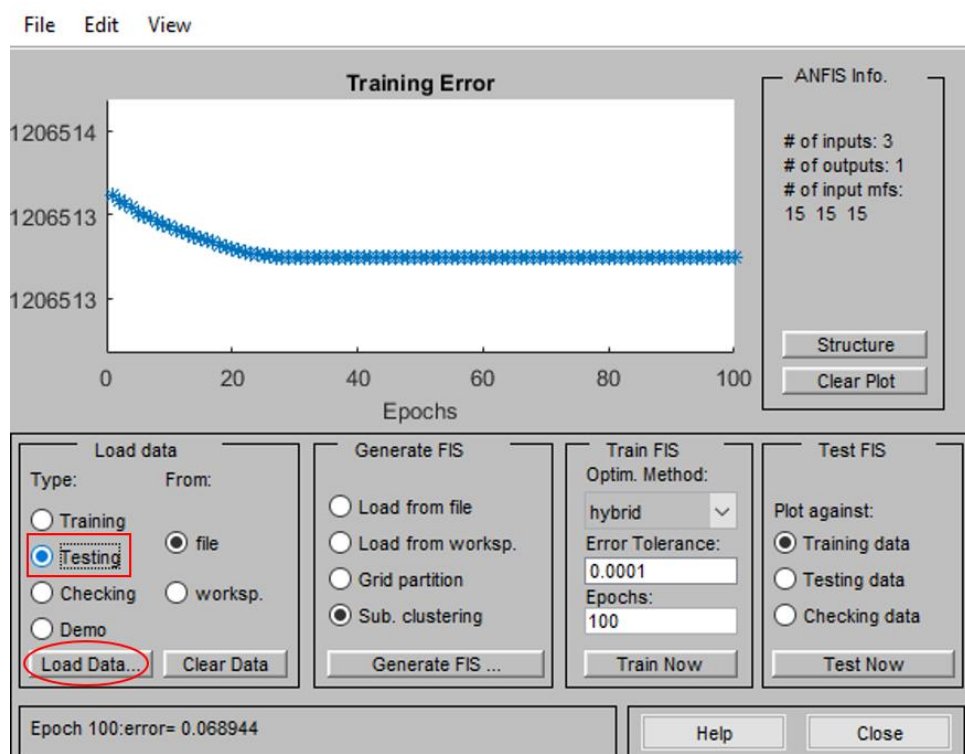 File Edit View
Training Error
1206514
1206513
1206513
0 20 40 60 80 100
Epochs
ANFIS Info.
# of inputs: 3
# of outputs: 1
# of input mfs:
15 15 15
Structure
Clear Plot
Load data
Type: From:
Training
Testing
Checking
Demo
file
worksp.
Load Data... Clear Data
Generate FIS
Load from file
Load from worksp.
Grid partition
Sub. clustering
Generate FIS ...
Train FIS
Optim. Method:
hybrid
Error Tolerance:
0.0001
Epochs:
100
Train Now
Test FIS
Plot against:
Training data
Testing data
Checking data
Test Now
Epoch 100:error= 0.068944
Help Close